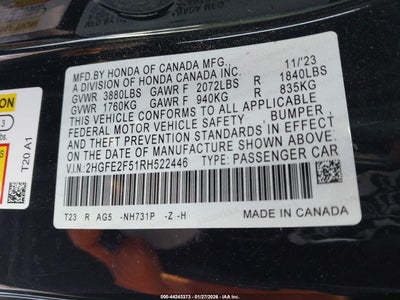 MFD.BY HONDA OF CANADA MFG., 11/'23
A DIVISION OF HONDA CANADA INC.
GVWR 3880LBS GAWR F 2072LBS R 1840LBS
GVWR 1760KG GAWR F 940KG R 835KG
THIS VEHICLE CONFORMS TO ALL APPLICABLE
FEDERAL MOTOR VEHICLE SAFETY, BUMPER,
AND THEFT PREVENTION STANDARDS IN EFFECT
ON THE DATE OF MANUFACTURE SHOWN ABOVE.
V.I.N.:2HGFE2F51RH522446 TYPE: PASSENGER CAR
T23 R AG5 -NH731P -Z -H
MADE IN CANADA
T20 A1
000-44243373 - 01/27/2026 - IAAI